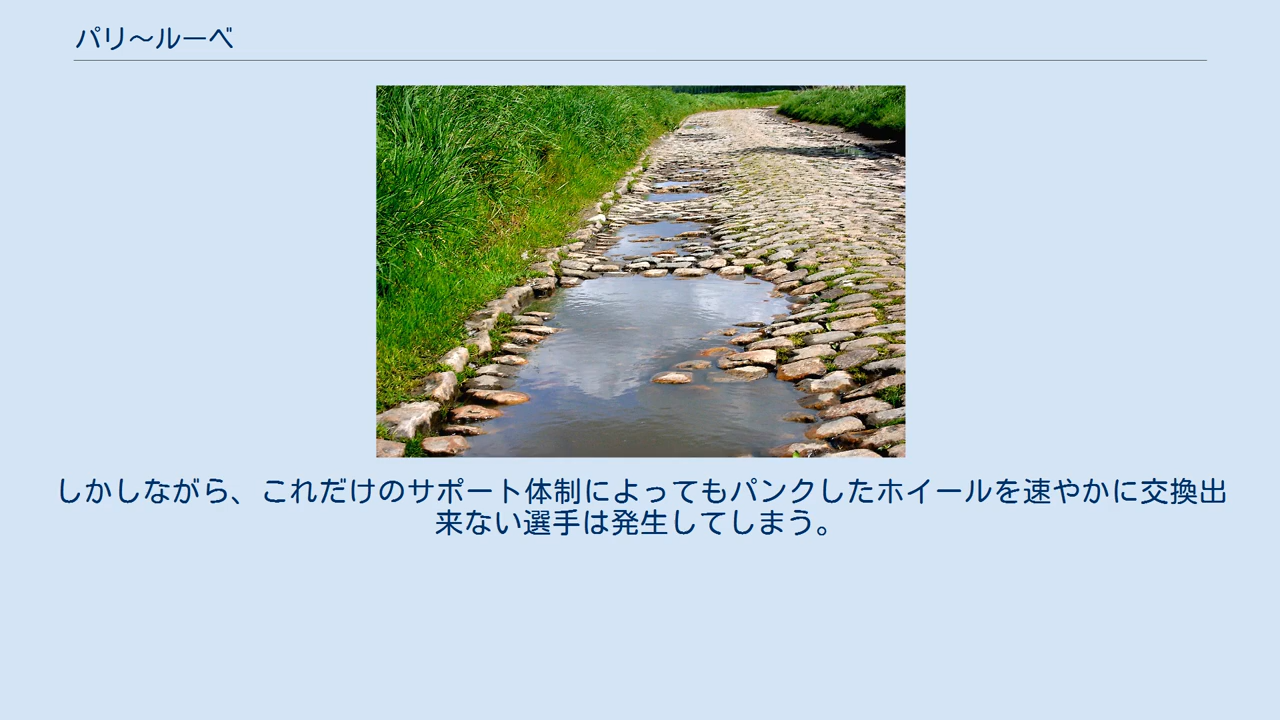 パリ～ルーベ
しかしながら、これだけのサポート体制によってもパンクしたホイールを速やかに交換出
来ない選手は発生してしまう。